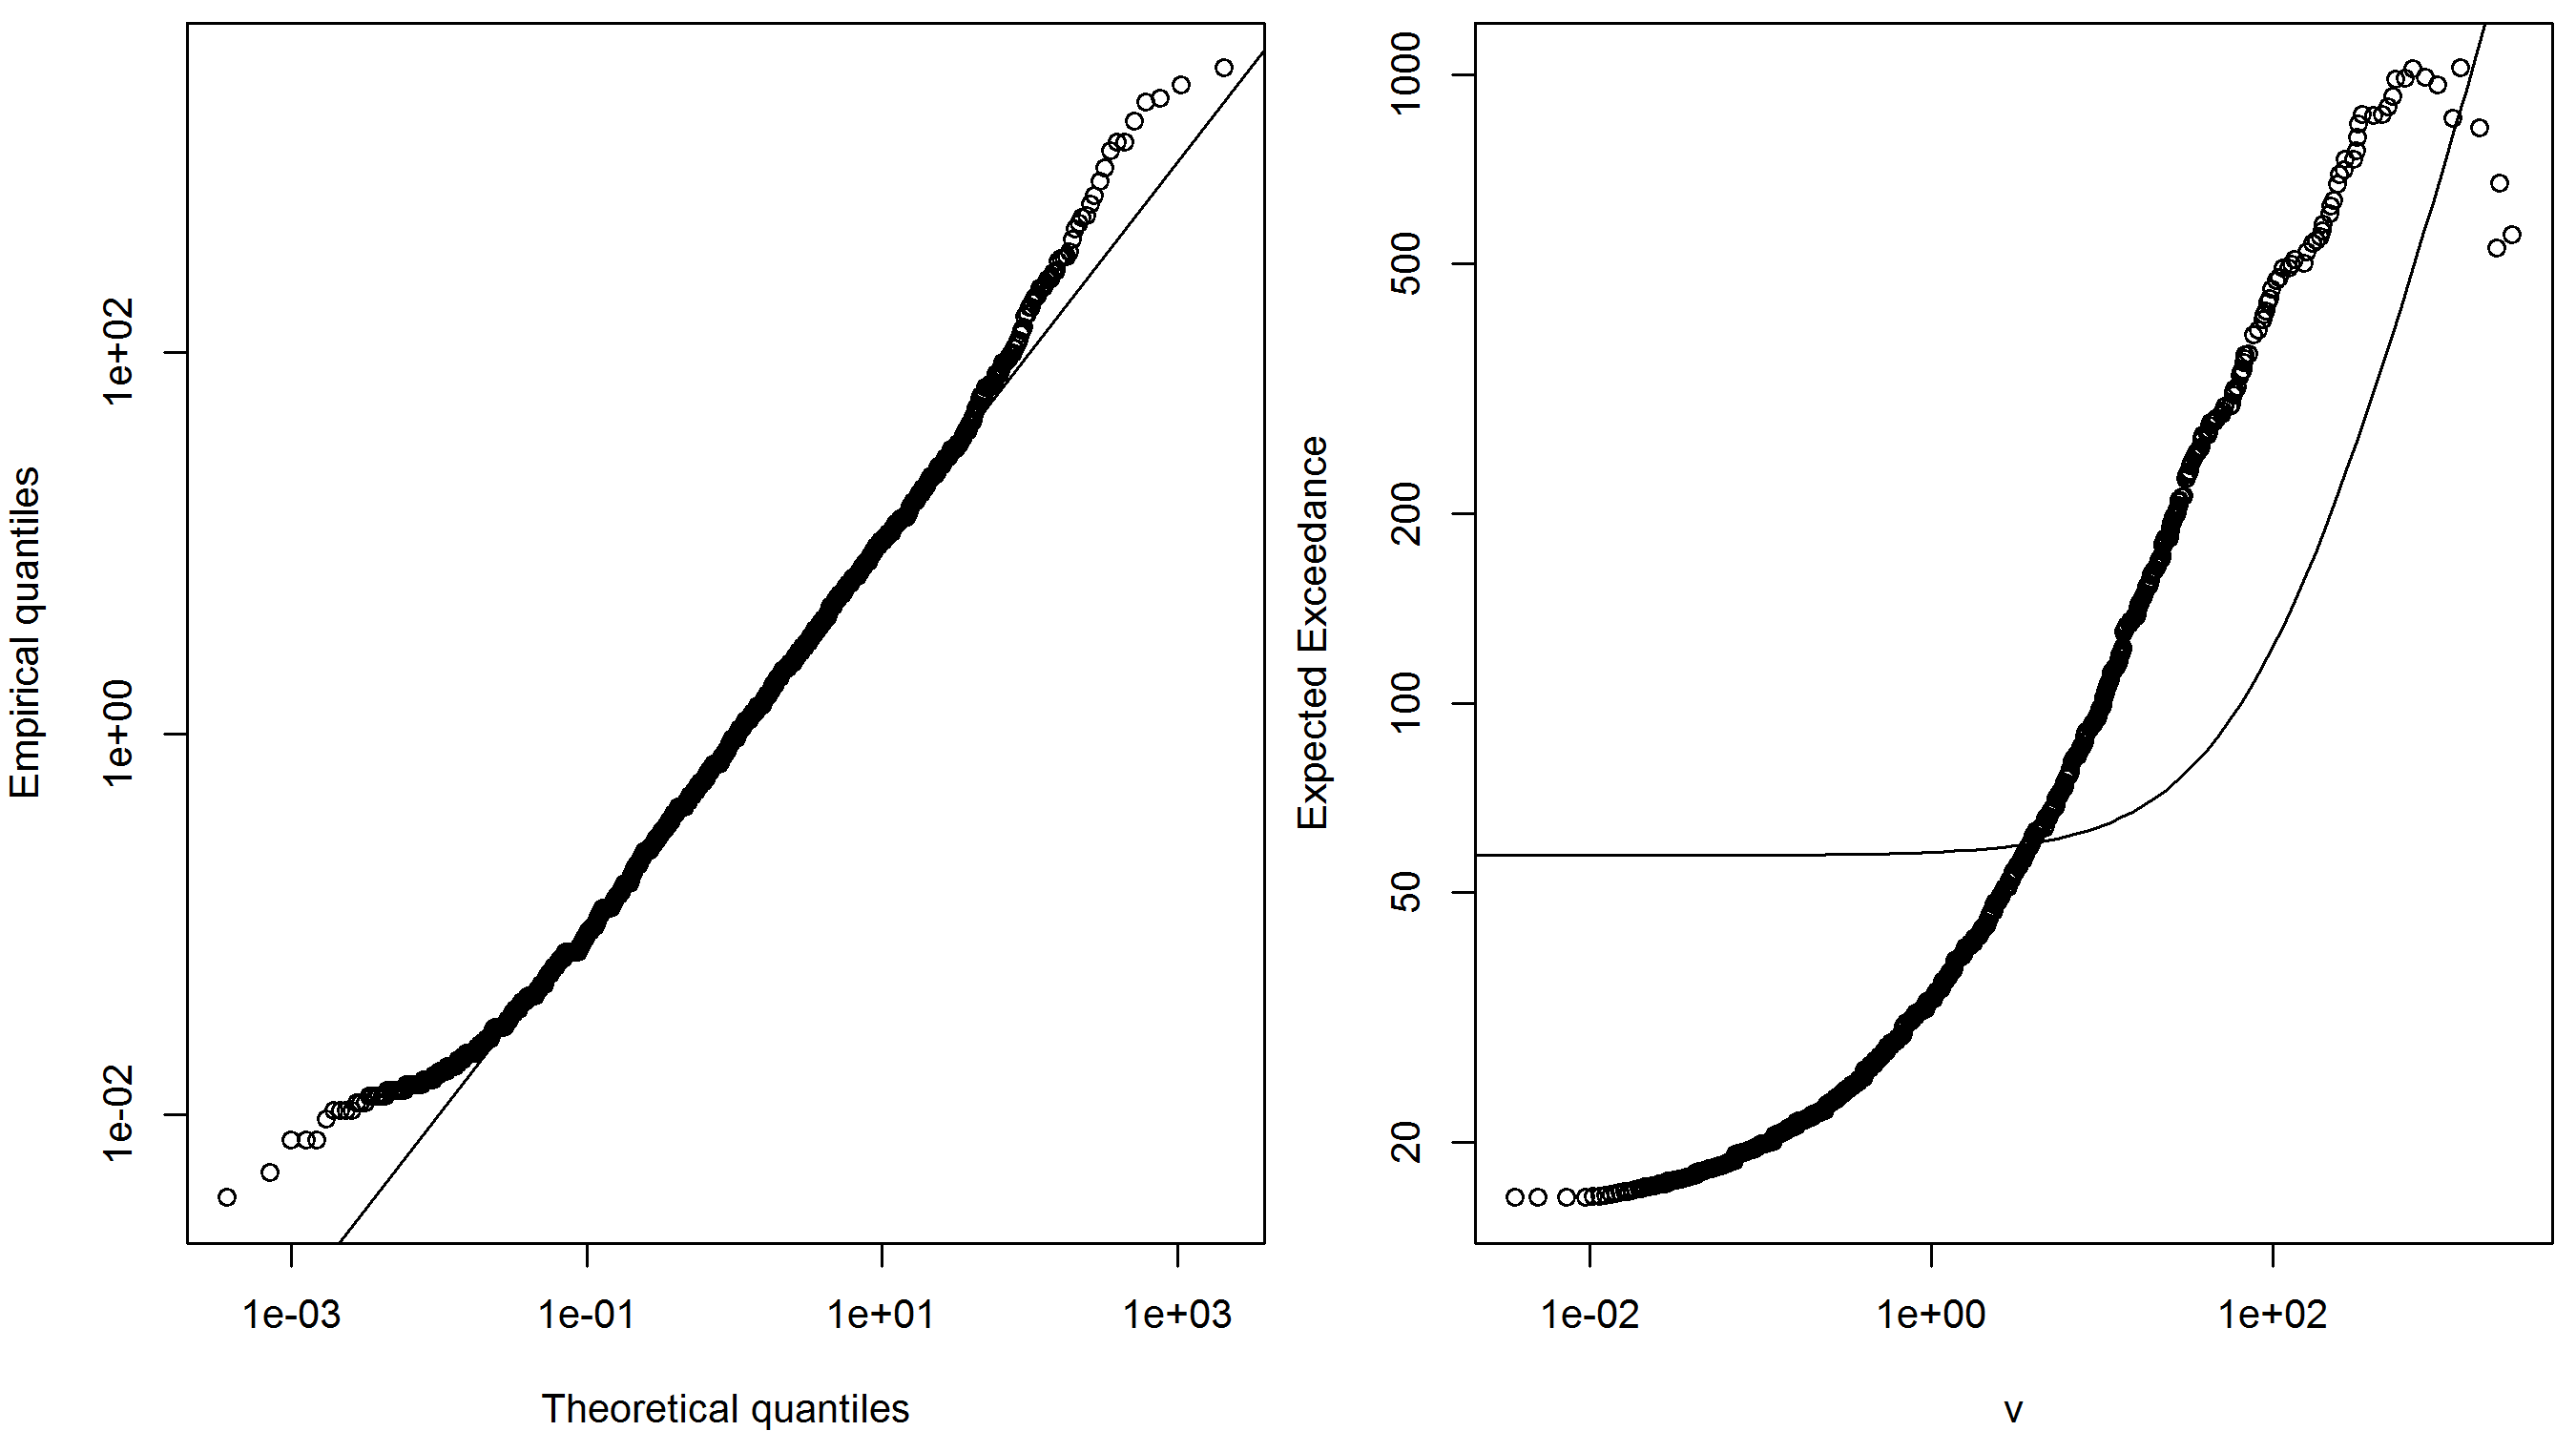 Empirical quantiles
1e+02
1e+00
1e-02
1e-03 1e-01 1e+01 1e+03
Theoretical quantiles
Expected Exceedance
1000
500
200
100
50
20
1e-02 1e+00 1e+02
v